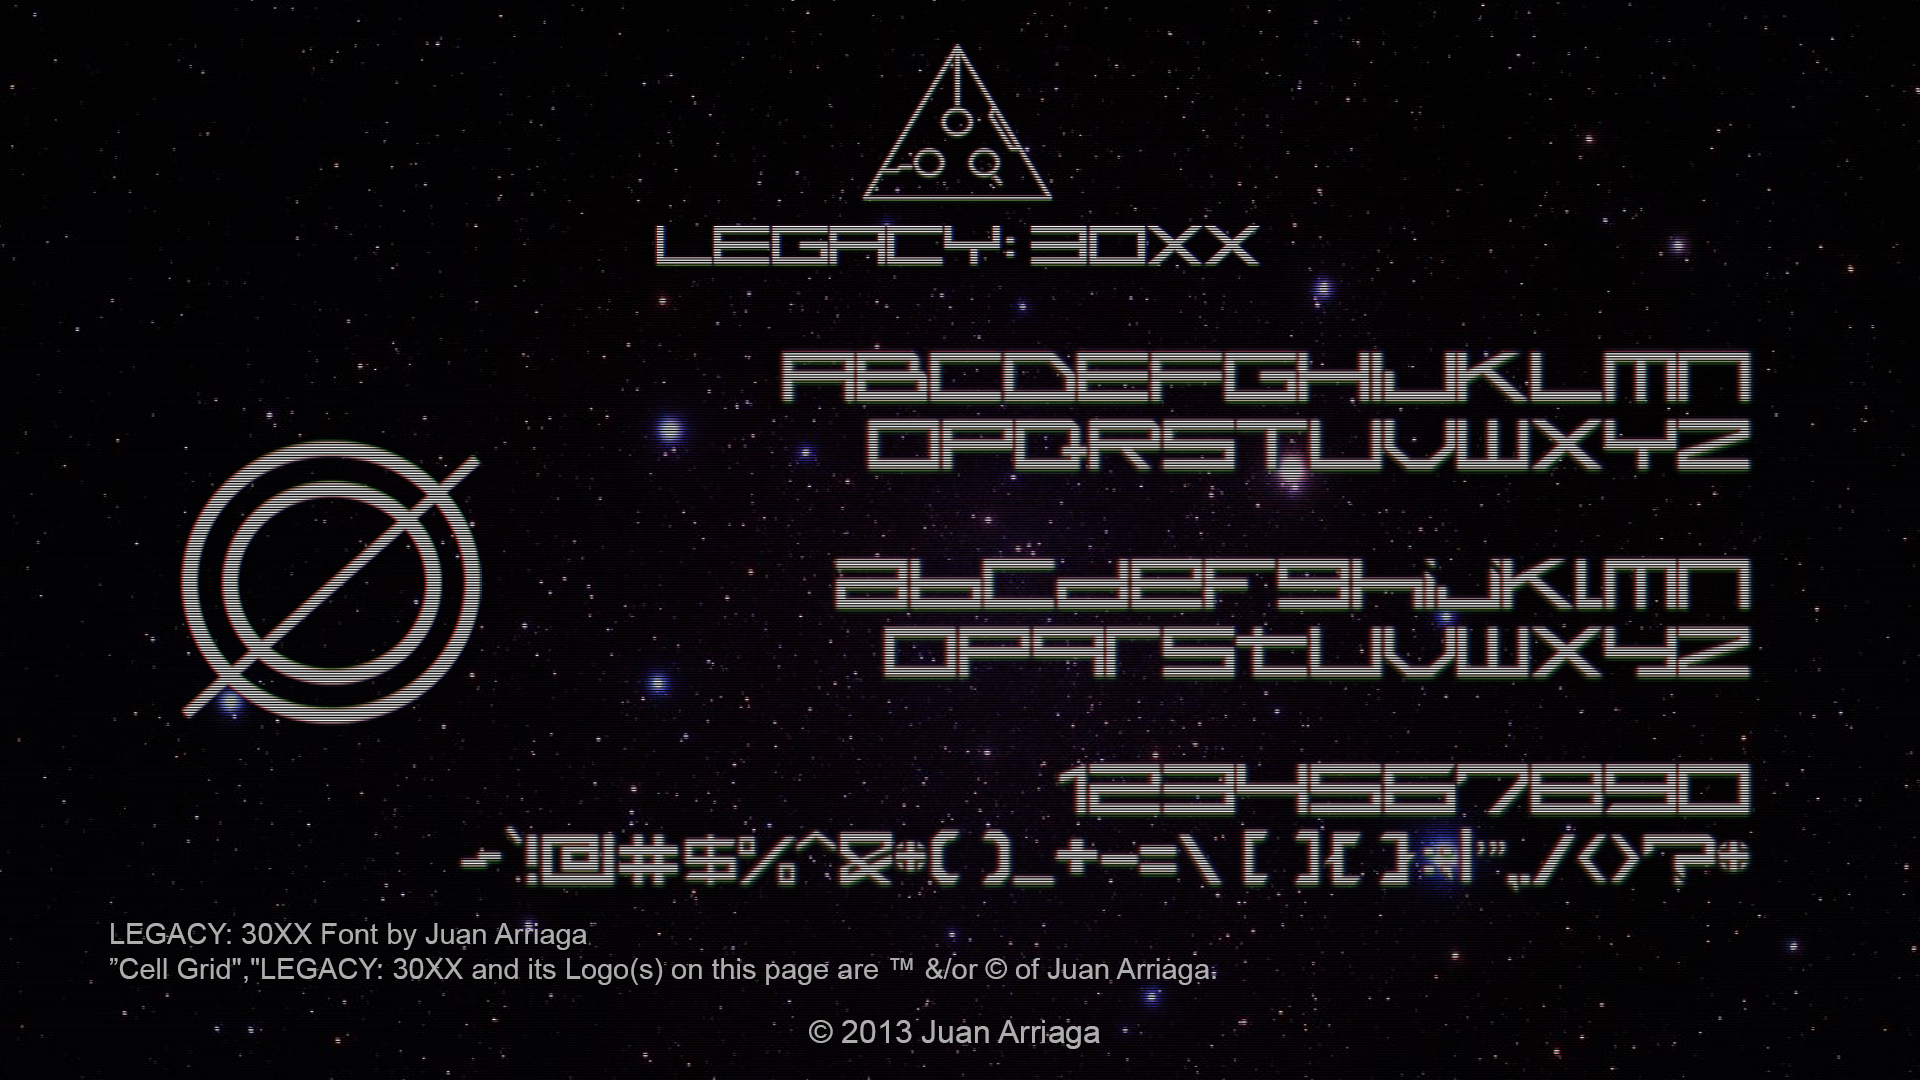 LEGACY: 30XX
ABCDEFGHIJKLMN
OPQRSTUVWXYZ
abcdefghijklmn
opqrstuvwxyz
1234567890
~`!@#$%^&*()_+-=\[]{}|'",./<>?*
LEGACY: 30XX Font by Juan Arriaga
”Cell Grid","LEGACY: 30XX and its Logo(s) on this page are ™ &/or © of Juan Arriaga.
© 2013 Juan Arriaga